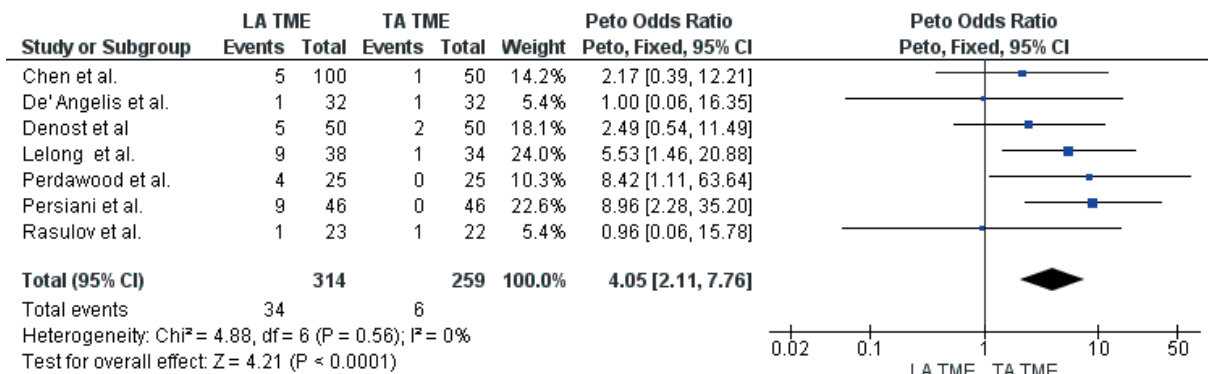 LA TME TA TME Peto Odds Ratio Peto Odds Ratio
Study or Subgroup Events Total Events Total Weight Peto, Fixed, 95% CI Peto, Fixed, 95% CI
Chen et al. 5 100 1 50 14.2% 2.17 [0.39, 12.21]
De'Angelis et al. 1 32 1 32 5.4% 1.00 [0.06, 16.35]
Denost et al 5 50 2 50 18.1% 2.49 [0.54, 11.49]
Lelong et al. 9 38 1 34 24.0% 5.53 [1.46, 20.88]
Perdawood et al. 4 25 0 25 10.3% 8.42 [1.11, 63.64]
Persiani et al. 9 46 0 46 22.6% 8.96 [2.28, 35.20]
Rasulov et al. 1 23 1 22 5.4% 0.96 [0.06, 15.78]
Total (95% CI) 314 259 100.0% 4.05 [2.11, 7.76]
Total events 34 6
Heterogeneity: Chi² = 4.88, df = 6 (P = 0.56); I² = 0%
Test for overall effect: Z = 4.21 (P < 0.0001)
0.02 0.1 1 10 50
LA TME TA TME